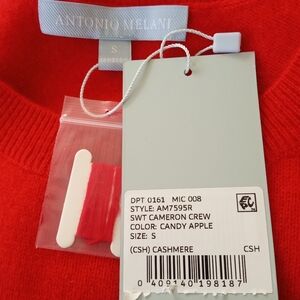 ANTONIO MELANI
S
DPT 0161 MIC 008
STYLE: AM7595R
SWT CAMERON CREW
COLOR: CANDY APPLE
SIZE: S
(CSH) CASHMERE CSH
0 409140 198187